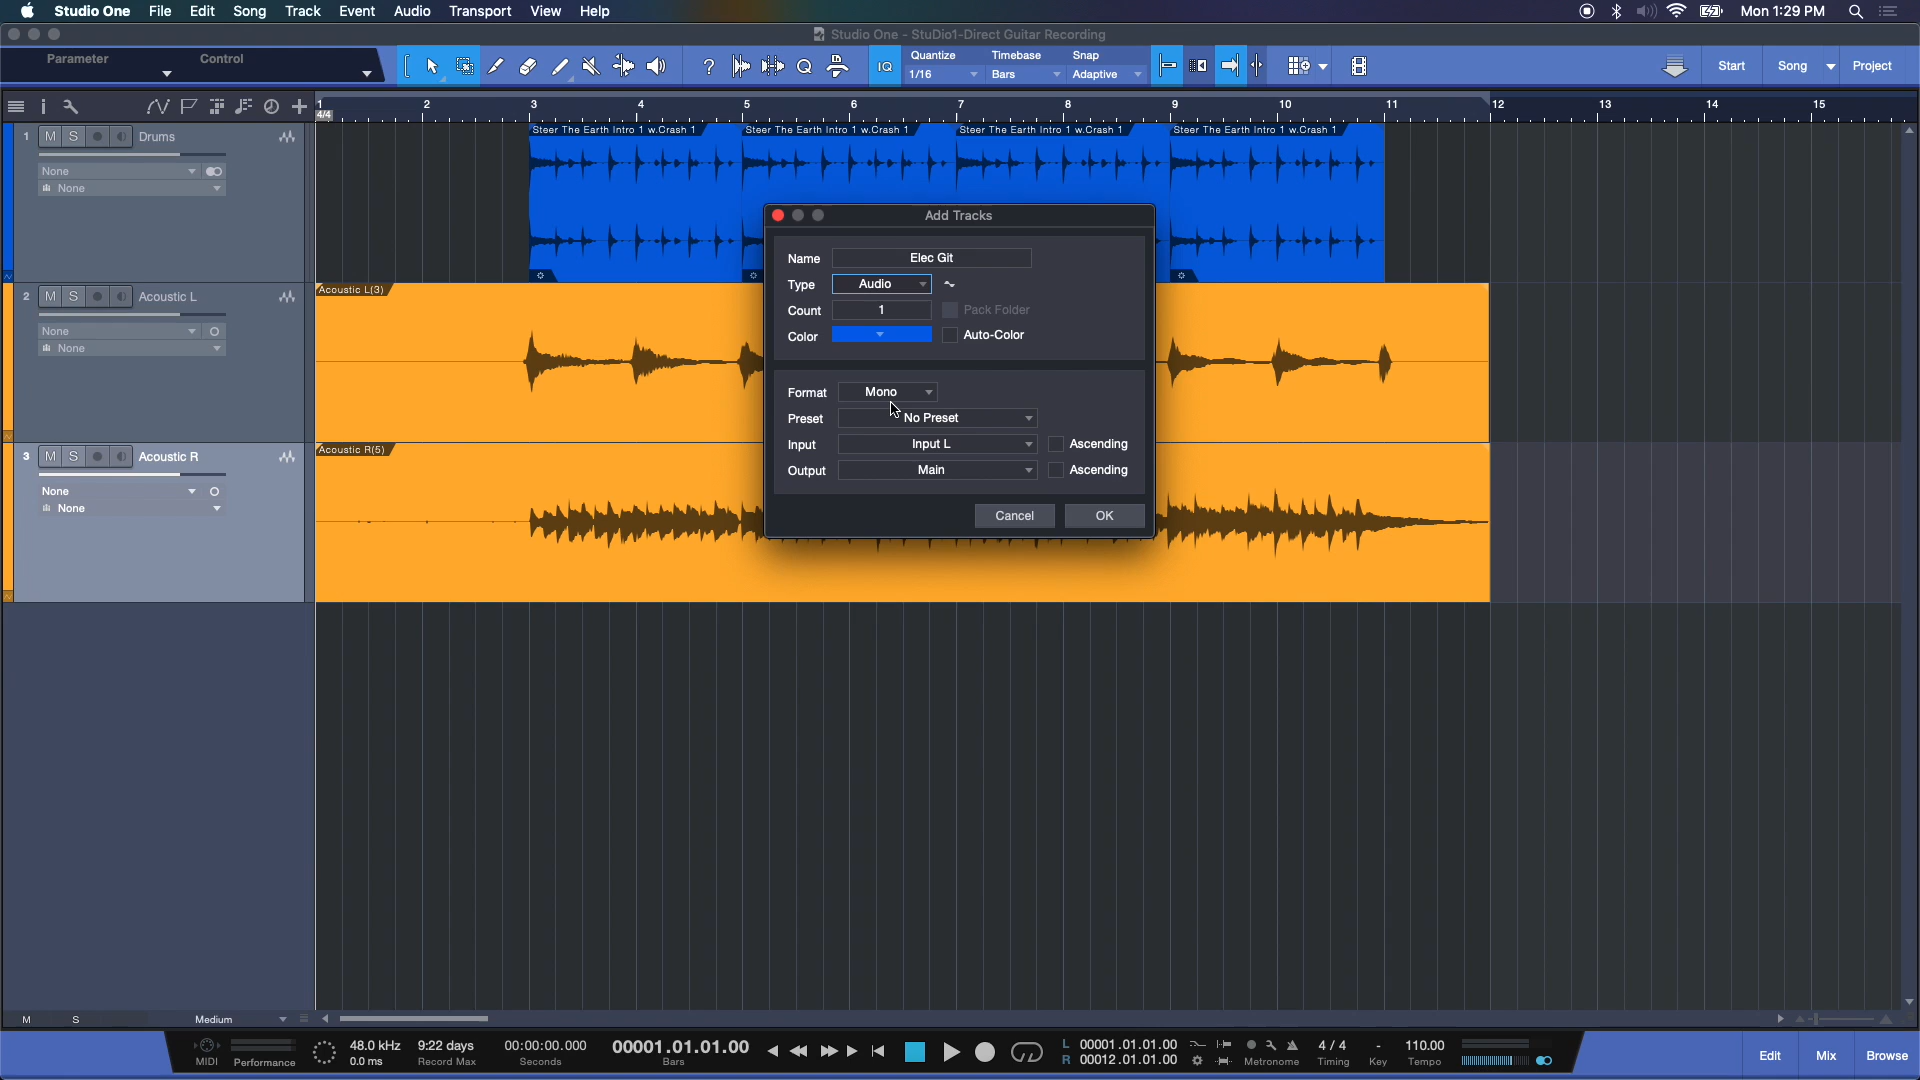 Studio One File Edit Song Track Event Audio Transport View Help Mon 1:29 PM
Studio One - StuDio1-Direct Guitar Recording
Parameter Control
? IQ Quantize Timebase Snap
1/16 Bars Adaptive
Start Song Project
1 2 3 4 5 6 7 8 9 10 11 12 13 14 15
4/4
1 M S Drums
None
None
Steer The Earth Intro 1 w.Crash 1 Steer The Earth Intro 1 w.Crash 1 Steer The Earth Intro 1 w.Crash 1 Steer The Earth Intro 1 w.Crash 1
2 M S Acoustic L
None
None
Acoustic L(3)
3 M S Acoustic R
None
None
Acoustic R(5)
Add Tracks
Name Elec Git
Type Audio
Count 1 Pack Folder
Color Auto-Color
Format Mono
Preset No Preset
Input Input L Ascending
Output Main Ascending
Cancel OK
M S Medium
MIDI Performance
48.0 kHz
0.0 ms
9:22 days
Record Max
00:00:00.000
Seconds
00001.01.01.00
Bars
L 00001.01.01.00
R 00012.01.01.00
Metronome
4 / 4
Timing
-
Key
110.00
Tempo
Edit Mix Browse